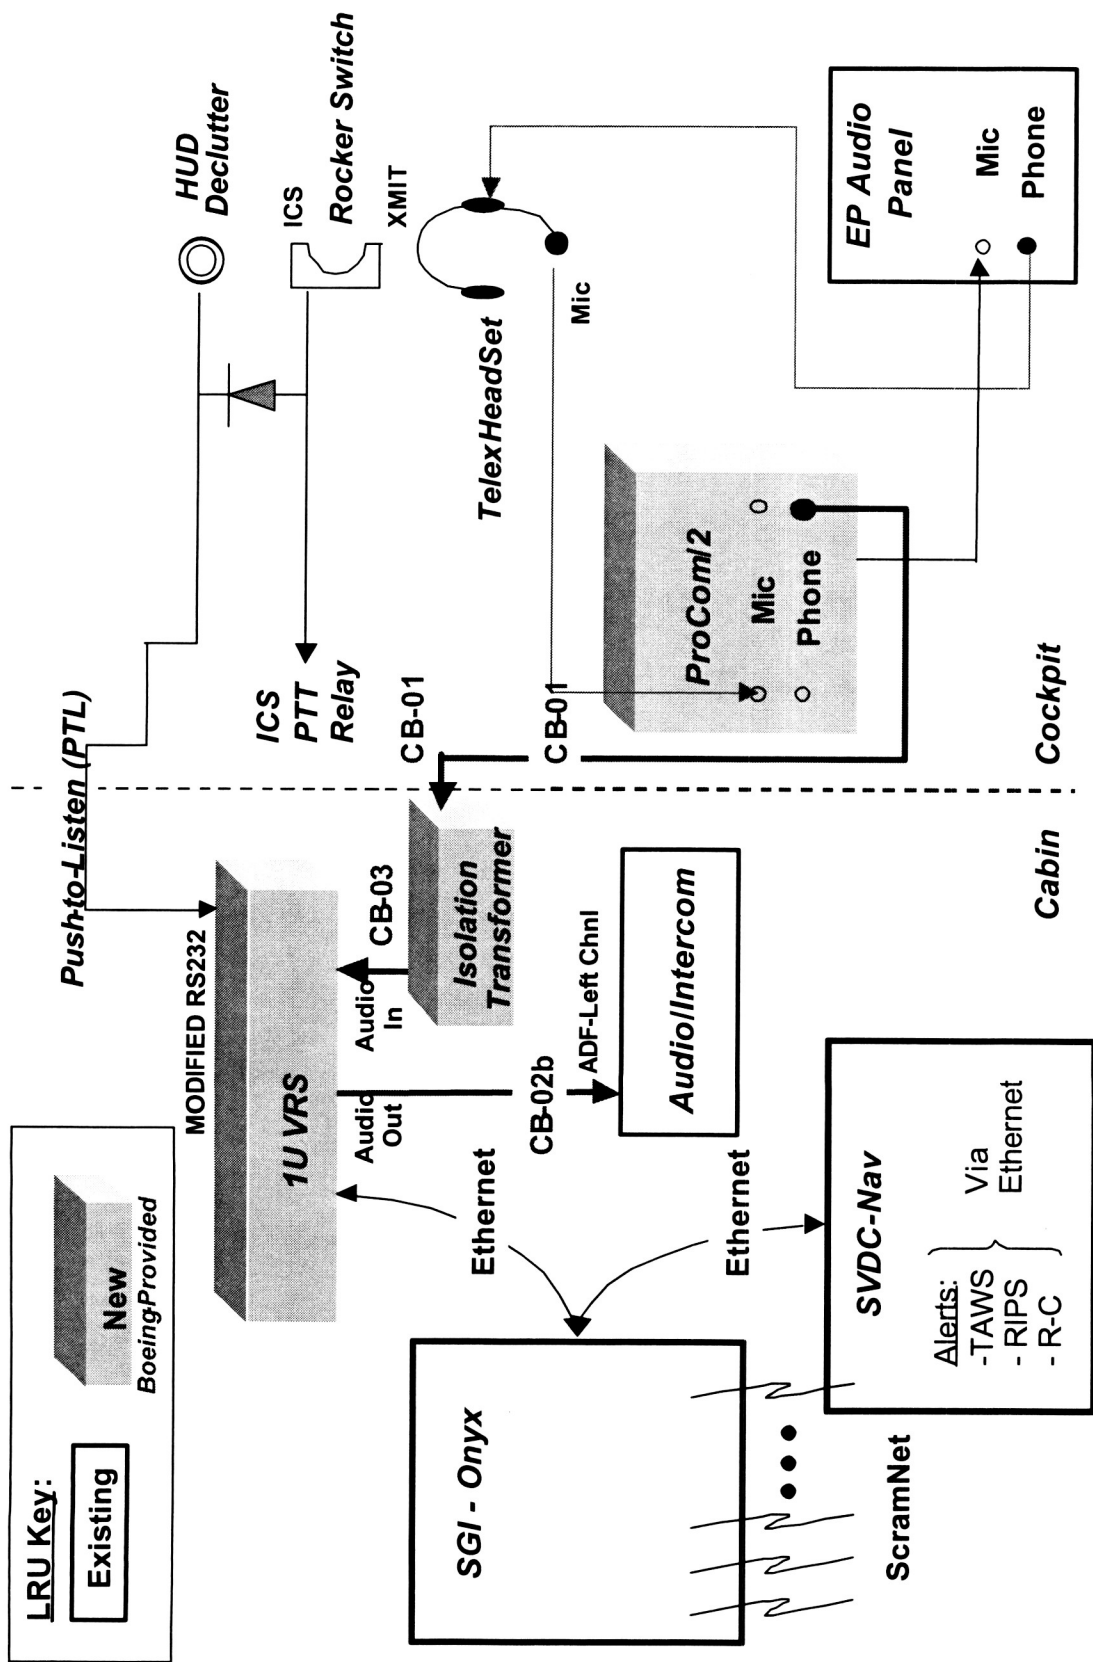 LRU Key:
Existing
New
Boeing-Provided
Push-to-Listen (PTL)
HUD
Declutter
ICS
Rocker Switch
XMIT
ICS
PTT
Relay
MODIFIED RS232
1U VRS
Audio
Out
Audio
In
CB-03
CB-01
TelexHeadSet
Mic
Isolation
Transformer
CB-01
Ethernet
CB-02b
ADF-Left Chnl
SGI - Onyx
Audio/Intercom
ProCom/2
Mic
Phone
Ethernet
EP Audio
Panel
Mic
Phone
SVDC-Nav
Alerts:
-TAWS
- RIPS
- R-C
Via
Ethernet
ScramNet
Cabin
Cockpit